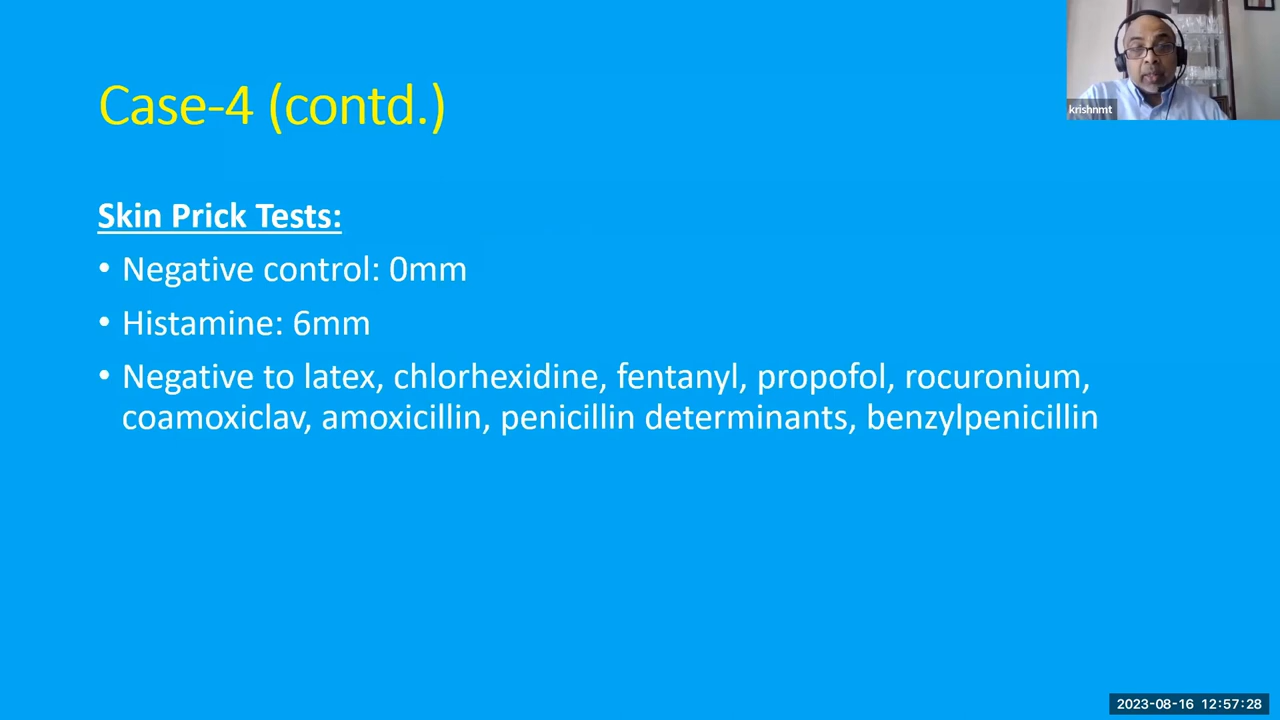 Case-4 (contd.)
krishnmt
Skin Prick Tests:
• Negative control: 0mm
• Histamine: 6mm
• Negative to latex, chlorhexidine, fentanyl, propofol, rocuronium,
coamoxiclav, amoxicillin, penicillin determinants, benzylpenicillin
2023-08-16 12:57:28